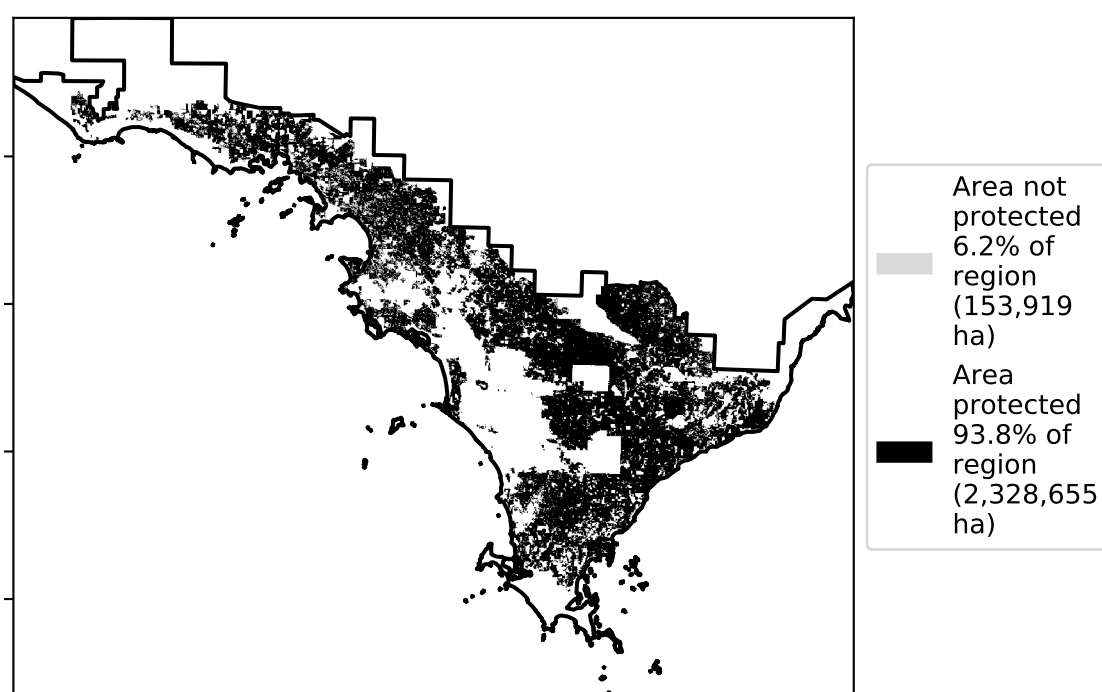 Area not
protected
6.2% of
region
(153,919
ha)
Area
protected
93.8% of
region
(2,328,655
ha)